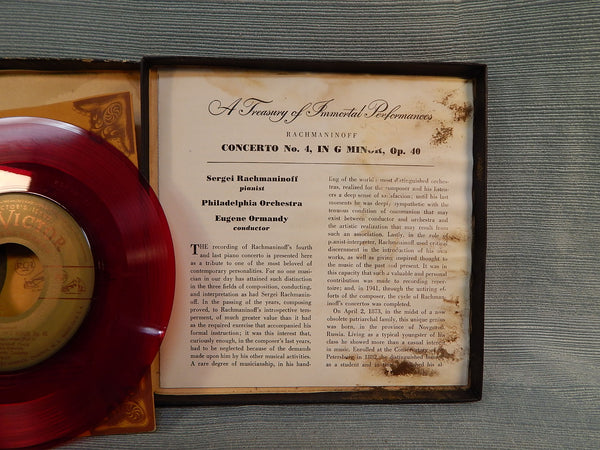 VICTOR
A Treasury of Immortal Performances
RACHMANINOFF
CONCERTO No. 4, IN G MINOR, Op. 40
Sergei Rachmaninoff
pianist
Philadelphia Orchestra
Eugene Ormandy
conductor
THE recording of Rachmaninoff's fourth
and last piano concerto is presented here
as a tribute to one of the most beloved of
contemporary personalities. For no one musi-
cian in our day has attained such distinction
in the three fields of composition, conducting,
and interpretation as had Sergei Rachmanin-
off. In the passing of the years, composing
proved, to Rachmaninoff's introspective tem-
perment, of much greater value than it had
as the required exercise that accompanied his
formal instruction; it was this interest that,
curiously enough, in the composer's last years,
had to be neglected because of the demands
made upon him by his other musical activities.
A rare degree of musicianship, in his hand-
ling of the world's most distinguished orches-
tras, realized for the composer and his listen-
ers a deep sense of satisfaction; until his last
moments he was deeply sympathetic with the
tenuous condition of communion that may
exist between conductor and orchestra and
the artistic realization that may result from
such an association. Lastly, in the role of
pianist-interpreter, Rachmaninoff used critical
discernment in the introduction of his own
works, as well as giving inspired thought to
the music of the past and present. It was in
this capacity that such a valuable and personal
contribution was made to recording reper-
toire; and, in 1941, through the untiring ef-
forts of the composer, the cycle of Rachman-
inoff's concertos was completed.
On April 2, 1873, in the midst of a now
obsolete patriarchal family, this unique genius
was born, in the province of Novgorod,
Russia. Living as a typical youngster of his
class he showed more than a casual interest
in music. Enrolled at the Conservatory of St.
Petersburg in 1882, he distinguished himself
as a student and in his al-